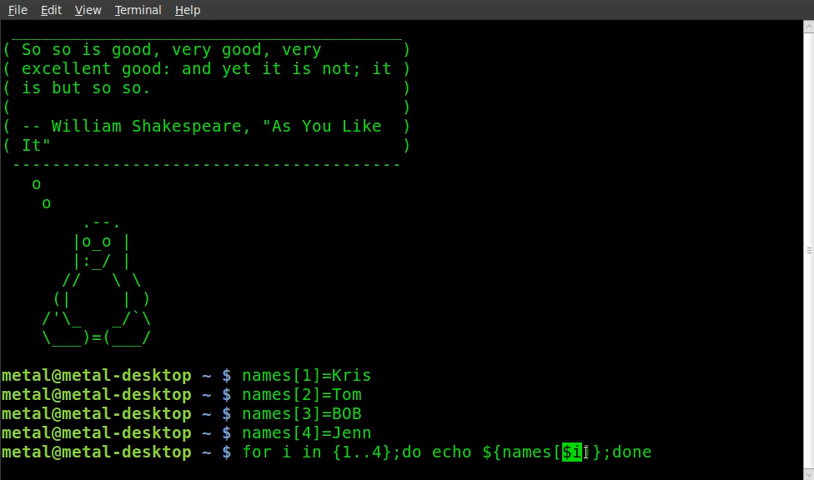 File Edit View Terminal Help
 _______________________________________
( So so is good, very good, very        )
( excellent good: and yet it is not; it )
( is but so so.                         )
(                                       )
( -- William Shakespeare, "As You Like  )
( It"                                   )
 ---------------------------------------
   o
    o
        .--.
       |o_o |
       |:_/ |
      //   \ \
     (|     | )
    /'\_   _/`\
    \___)=(___/
metal@metal-desktop ~ $ names[1]=Kris
metal@metal-desktop ~ $ names[2]=Tom
metal@metal-desktop ~ $ names[3]=BOB
metal@metal-desktop ~ $ names[4]=Jenn
metal@metal-desktop ~ $ for i in {1..4};do echo ${names[$i]};done